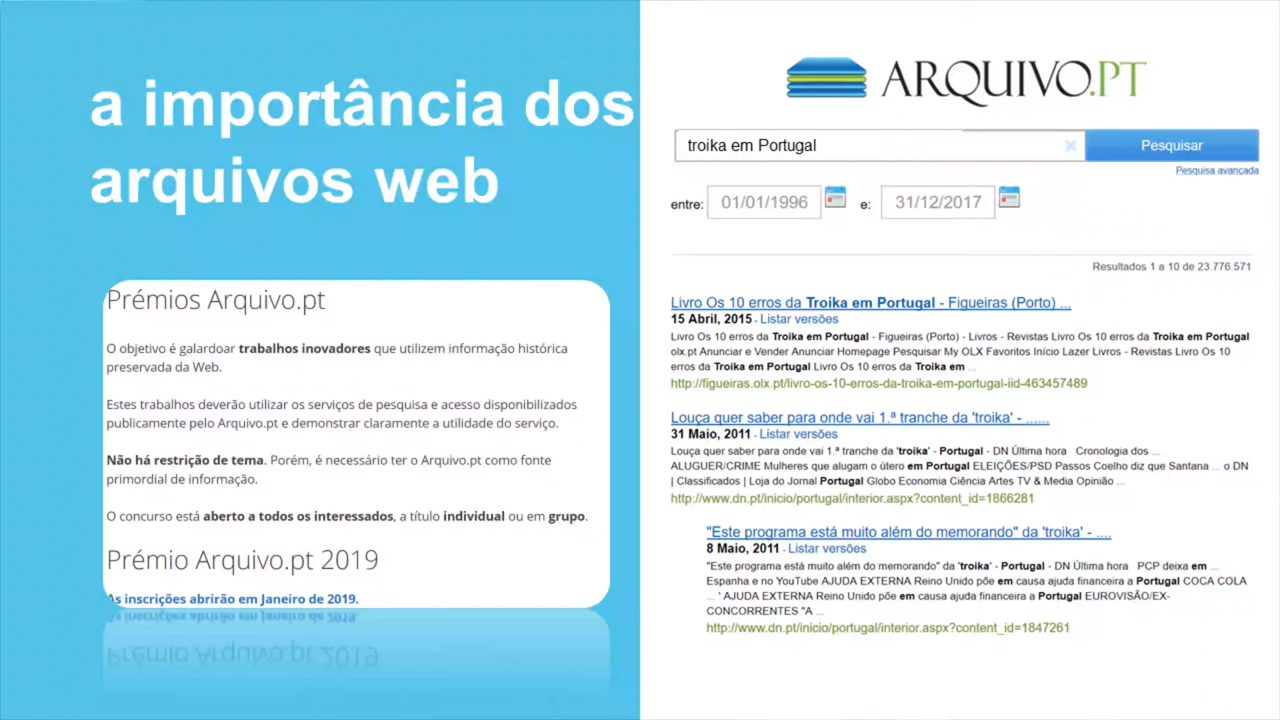 a importância dos
arquivos web
Prémios Arquivo.pt
O objetivo é galardoar trabalhos inovadores que utilizem informação histórica
preservada da Web.
Estes trabalhos deverão utilizar os serviços de pesquisa e acesso disponibilizados
publicamente pelo Arquivo.pt e demonstrar claramente a utilidade do serviço.
Não há restrição de tema. Porém, é necessário ter o Arquivo.pt como fonte
primordial de informação.
O concurso está aberto a todos os interessados, a título individual ou em grupo.
Prémio Arquivo.pt 2019
As inscrições abrirão em Janeiro de 2019.
ARQUIVO.PT
troika em Portugal
Pesquisar
Pesquisa avançada
entre: 01/01/1996 e: 31/12/2017
Resultados 1 a 10 de 23.776.571
Livro Os 10 erros da Troika em Portugal - Figueiras (Porto) ...
15 Abril, 2015 - Listar versões
Livro Os 10 erros da Troika em Portugal - Figueiras (Porto) - Livros - Revistas Livro Os 10 erros da Troika em Portugal
olx.pt Anunciar e Vender Anunciar Homepage Pesquisar My OLX Favoritos Início Lazer Livros - Revistas Livro Os 10
erros da Troika em Portugal Livro Os 10 erros da Troika em ...
http://figueiras.olx.pt/livro-os-10-erros-da-troika-em-portugal-iid-463457489
Louça quer saber para onde vai 1.ª tranche da 'troika' - ......
31 Maio, 2011 - Listar versões
Louça quer saber para onde vai 1.ª tranche da 'troika' - Portugal - DN Última hora Cronologia dos ...
ALUGUER/CRIME Mulheres que alugam o útero em Portugal ELEIÇÕES/PSD Passos Coelho diz que Santana ... o DN
| Classificados | Loja do Jornal Portugal Globo Economia Ciência Artes TV & Media Opinião ...
http://www.dn.pt/inicio/portugal/interior.aspx?content_id=1866281
"Este programa está muito além do memorando" da 'troika' - ....
8 Maio, 2011 - Listar versões
"Este programa está muito além do memorando" da 'troika' - Portugal - DN Última hora PCP deixa em ...
Espanha e no YouTube AJUDA EXTERNA Reino Unido põe em causa ajuda financeira a Portugal COCA COLA
... ' AJUDA EXTERNA Reino Unido põe em causa ajuda financeira a Portugal EUROVISÃO/EX-
CONCORRENTES "A ...
http://www.dn.pt/inicio/portugal/interior.aspx?content_id=1847261